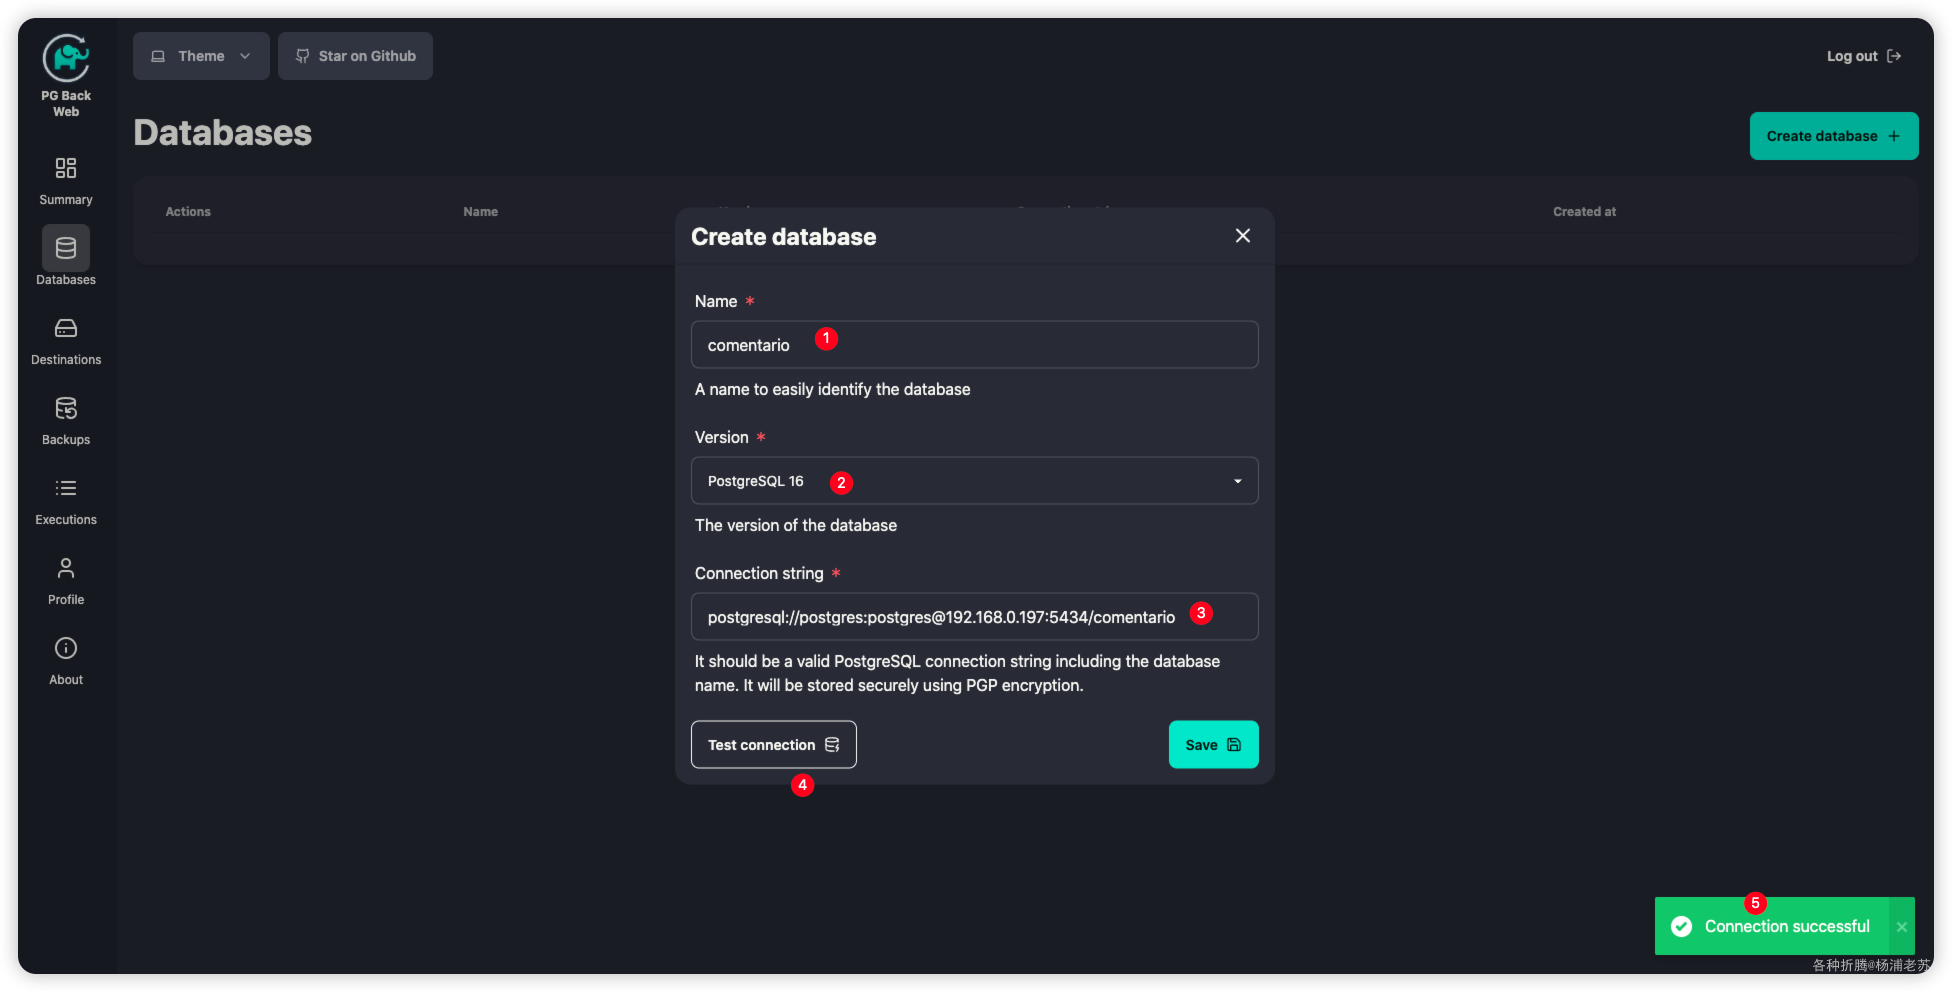 PG Back
Web
Theme
Star on Github
Log out
Databases
Create database +
Summary
Databases
Destinations
Backups
Executions
Profile
About
Actions
Name
Created at
Create database
Name *
comentario
1
A name to easily identify the database
Version *
PostgreSQL 16
2
The version of the database
Connection string *
postgresql://postgres:postgres@192.168.0.197:5434/comentario
3
It should be a valid PostgreSQL connection string including the database
name. It will be stored securely using PGP encryption.
Test connection
Save
4
5
Connection successful
各种折腾@杨浦老苏